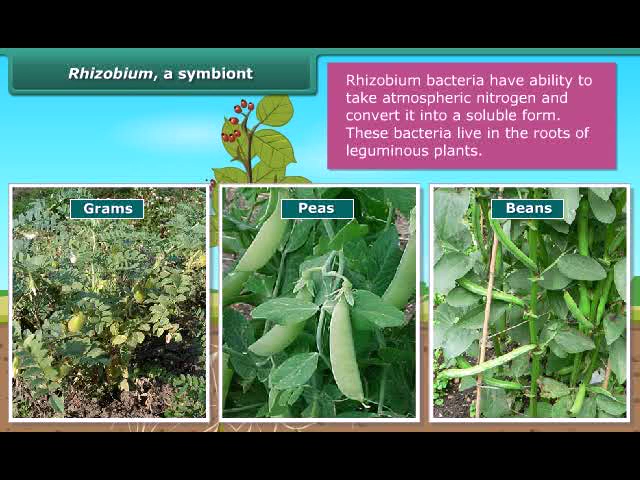 Rhizobium, a symbiont
Rhizobium bacteria have ability to
take atmospheric nitrogen and
convert it into a soluble form.
These bacteria live in the roots of
leguminous plants.
Grams
Peas
Beans